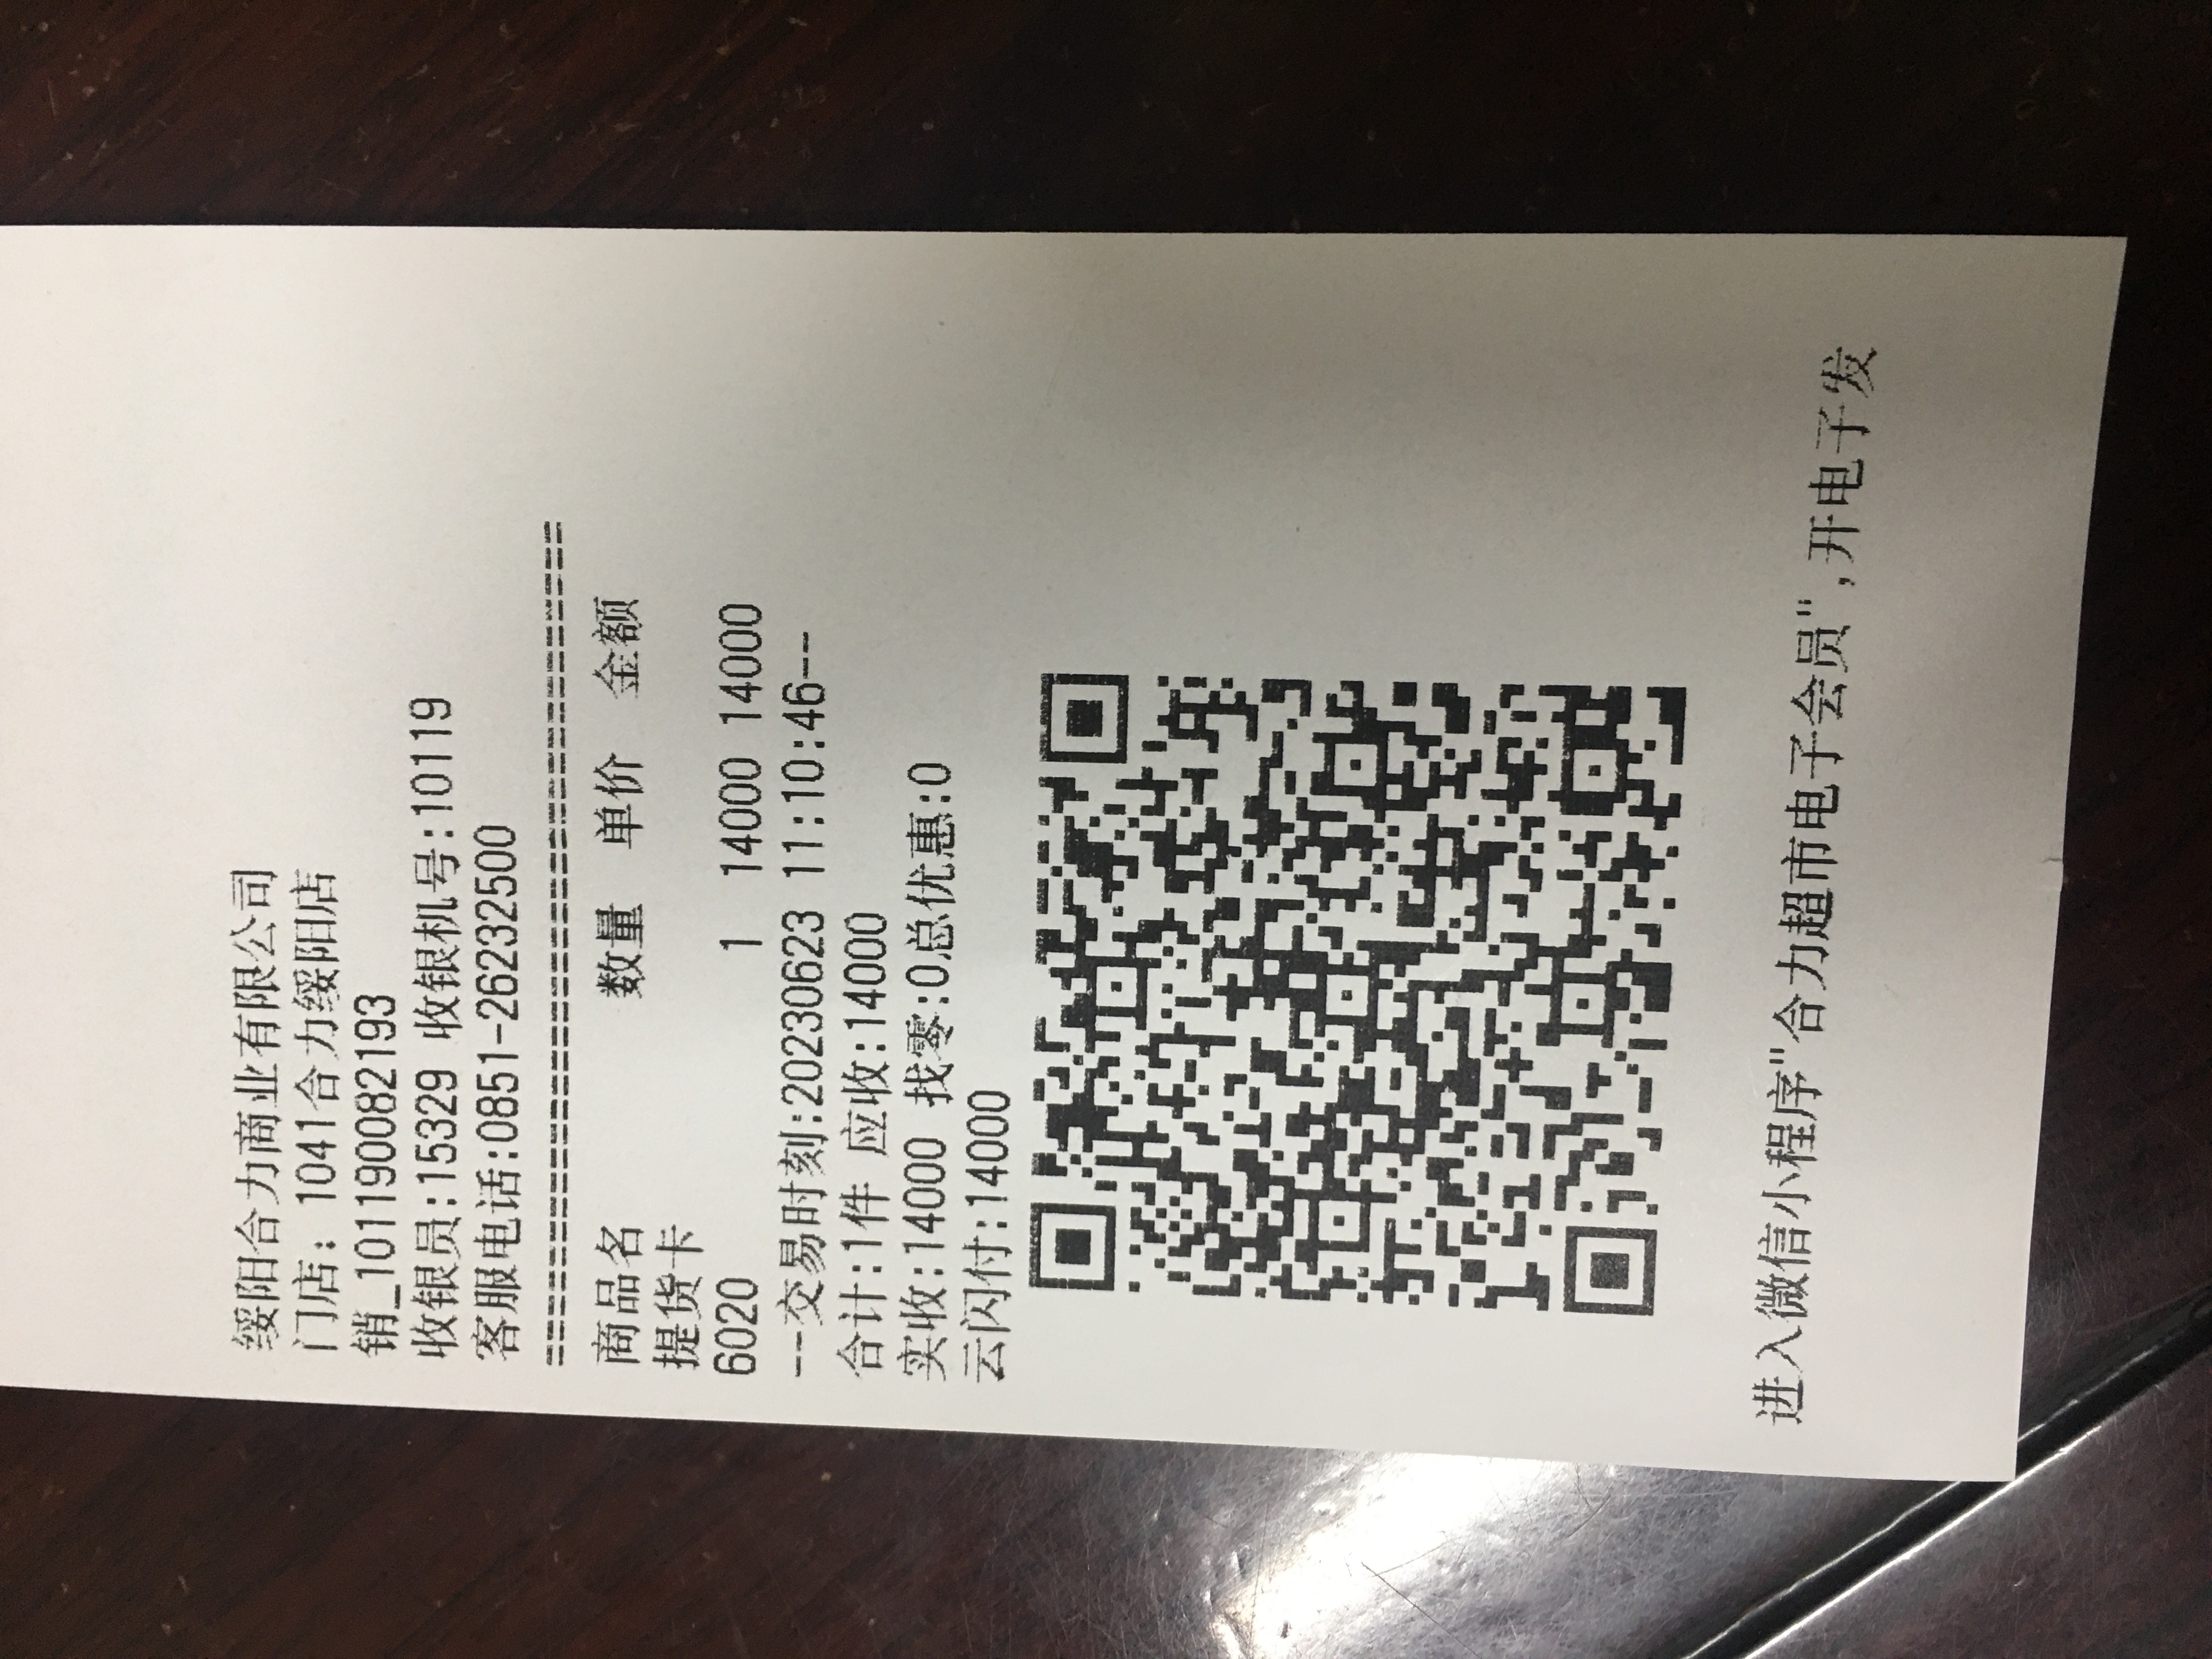 绥阳合力商业有限公司
门店: 1041合力绥阳店
销_101190082193
收银员:15329 收银机号:10119
客服电话:0851-26232500
==========================================
商品名 数量 单价 金额
提货卡
6020 1 14000 14000
--交易时刻:20230623 11:10:46--
合计:1件 应收:14000
实收:14000 找零:0总优惠:0
云闪付:14000
进入微信小程序"合力超市电子会员",开电子发